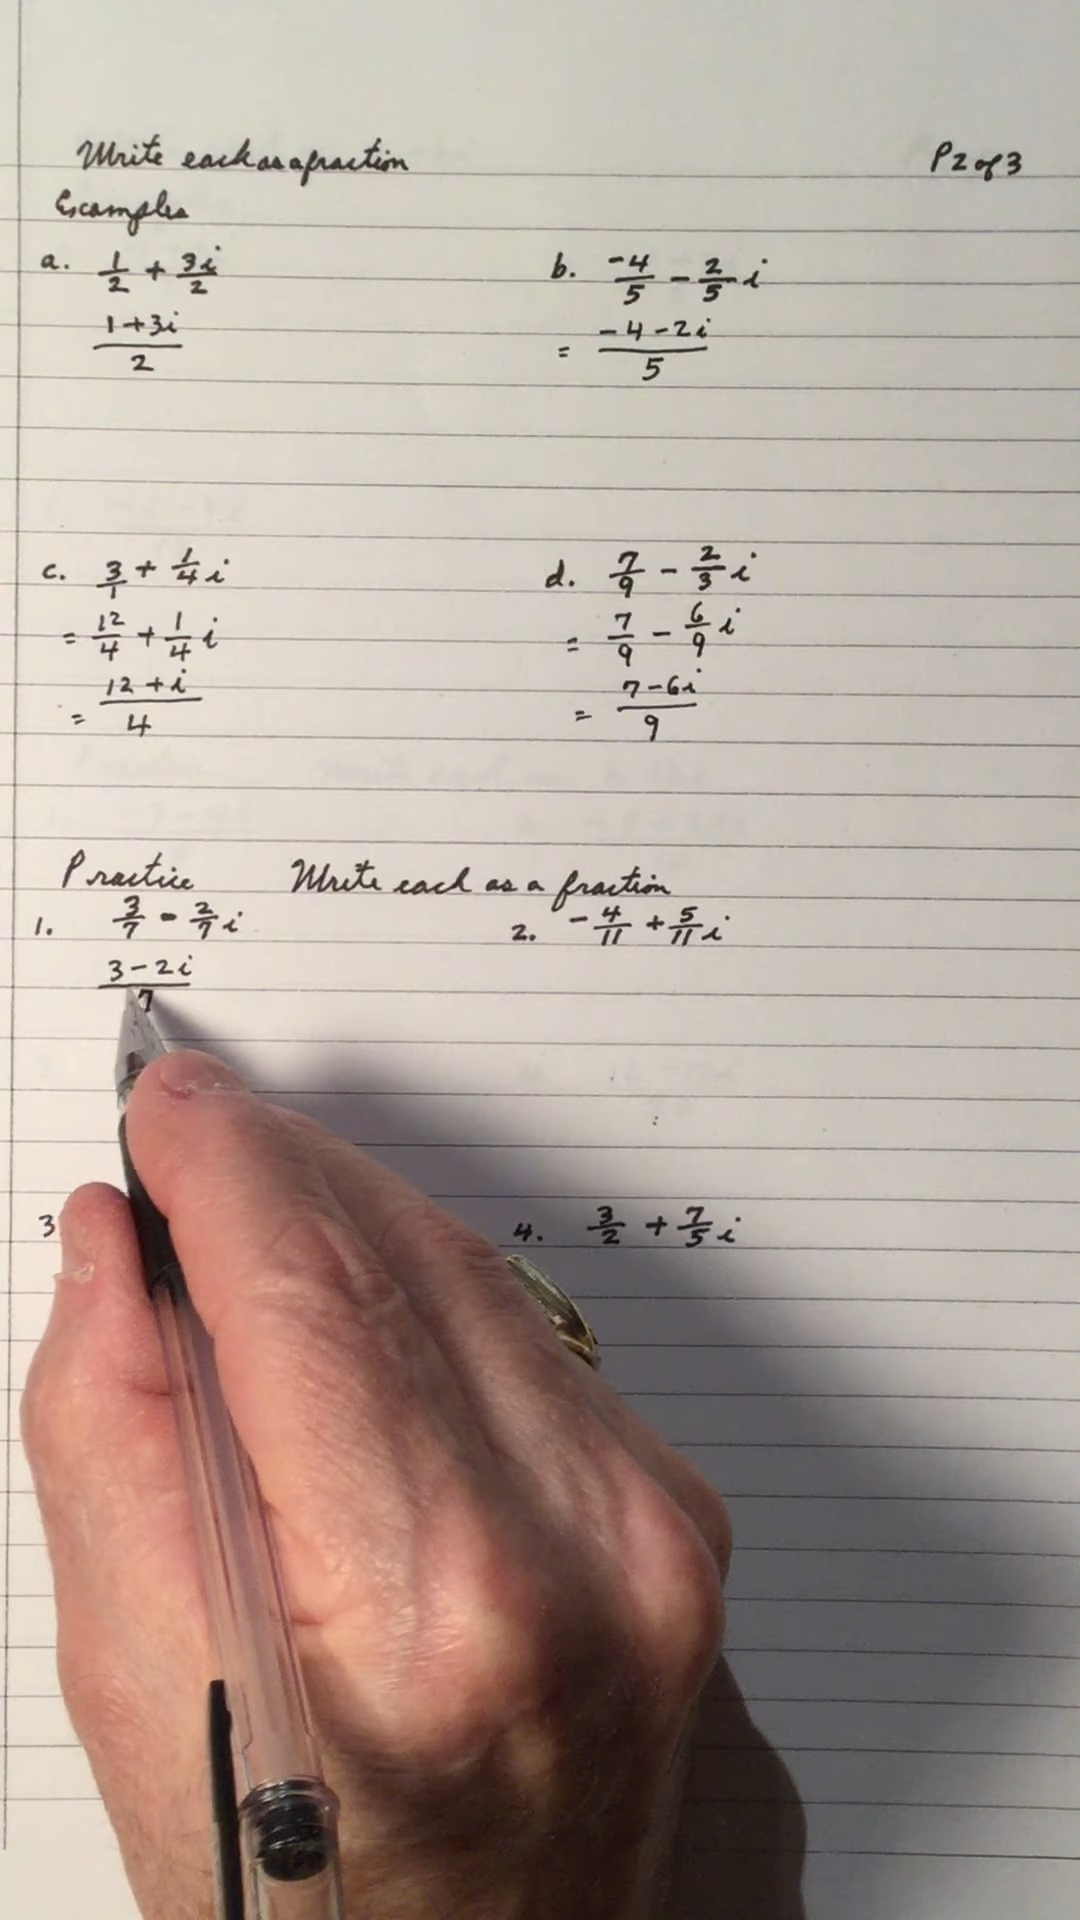 Write each as a fraction P2 of 3
Examples
a. 1/2 + 3i/2
(1+3i)/2
b. -4/5 - 2/5 i
= (-4-2i)/5
c. 3/1 + 1/4 i
= 12/4 + 1/4 i
= (12+i)/4
d. 7/9 - 2/3 i
= 7/9 - 6/9 i
= (7-6i)/9
Practice Write each as a fraction
1. 3/7 - 2/7 i
(3-2i)/7
2. -4/11 + 5/11 i
3
4. 3/2 + 7/5 i